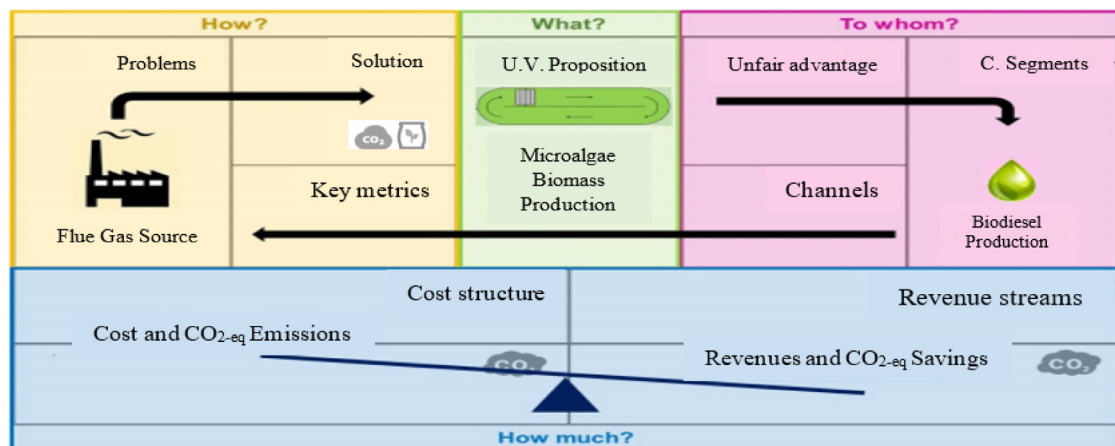 How?
What?
To whom?
Problems
Solution
U.V. Proposition
Unfair advantage
C. Segments
CO₂
Key metrics
Microalgae
Biomass
Production
Channels
Flue Gas Source
Biodiesel
Production
Cost structure
Revenue streams
Cost and CO₂₋eq Emissions
Revenues and CO₂₋eq Savings
CO₂
CO₂
How much?